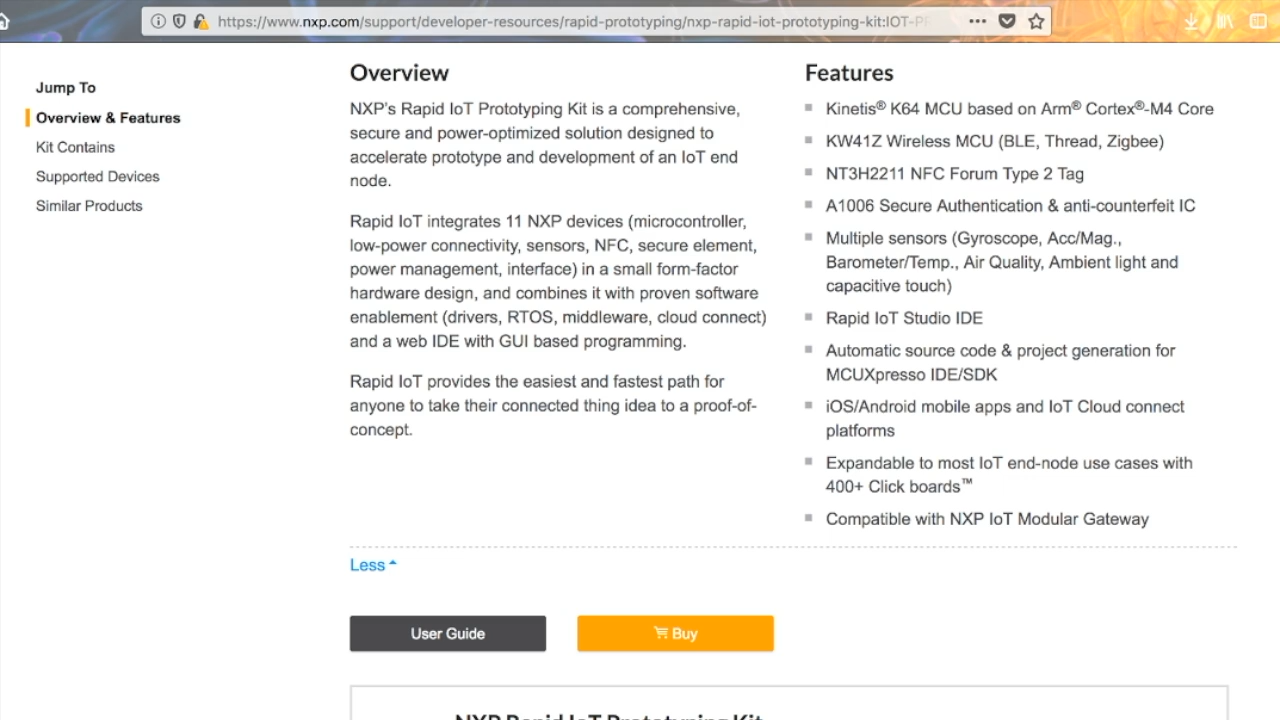 https://www.nxp.com/support/developer-resources/rapid-prototyping/nxp-rapid-iot-prototyping-kit:IOT-PR
Jump To
Overview & Features
Kit Contains
Supported Devices
Similar Products
Overview
NXP's Rapid IoT Prototyping Kit is a comprehensive,
secure and power-optimized solution designed to
accelerate prototype and development of an IoT end
node.
Rapid IoT integrates 11 NXP devices (microcontroller,
low-power connectivity, sensors, NFC, secure element,
power management, interface) in a small form-factor
hardware design, and combines it with proven software
enablement (drivers, RTOS, middleware, cloud connect)
and a web IDE with GUI based programming.
Rapid IoT provides the easiest and fastest path for
anyone to take their connected thing idea to a proof-of-
concept.
Features
Kinetis® K64 MCU based on Arm® Cortex®-M4 Core
KW41Z Wireless MCU (BLE, Thread, Zigbee)
NT3H2211 NFC Forum Type 2 Tag
A1006 Secure Authentication & anti-counterfeit IC
Multiple sensors (Gyroscope, Acc/Mag.,
Barometer/Temp., Air Quality, Ambient light and
capacitive touch)
Rapid IoT Studio IDE
Automatic source code & project generation for
MCUXpresso IDE/SDK
iOS/Android mobile apps and IoT Cloud connect
platforms
Expandable to most IoT end-node use cases with
400+ Click boards™
Compatible with NXP IoT Modular Gateway
Less
User Guide
Buy
NXP Rapid IoT Prototyping Kit